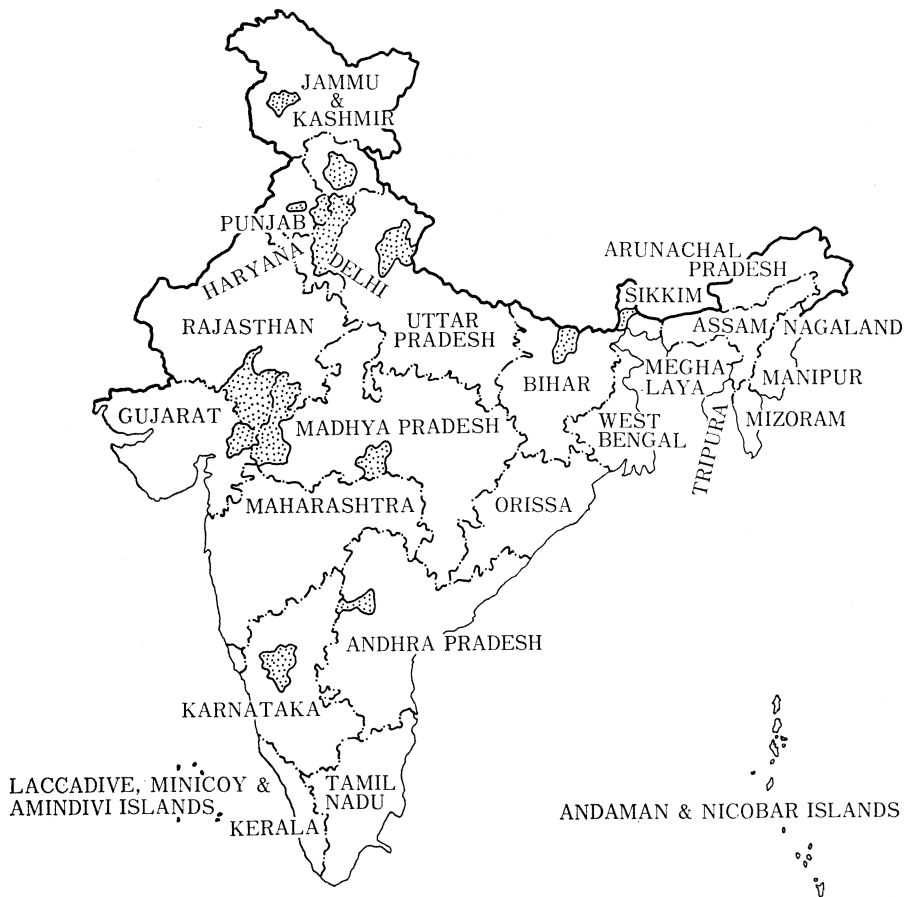 JAMMU
&
KASHMIR
PUNJAB
HARYANA
DELHI
ARUNACHAL
PRADESH
SIKKIM
RAJASTHAN
UTTAR
PRADESH
ASSAM
NAGALAND
BIHAR
MEGHA
LAYA
MANIPUR
GUJARAT
MADHYA PRADESH
WEST
BENGAL
TRIPURA
MIZORAM
MAHARASHTRA
ORISSA
ANDHRA PRADESH
KARNATAKA
LACCADIVE, MINICOY &
AMINDIVI ISLANDS
TAMIL
NADU
KERALA
ANDAMAN & NICOBAR ISLANDS